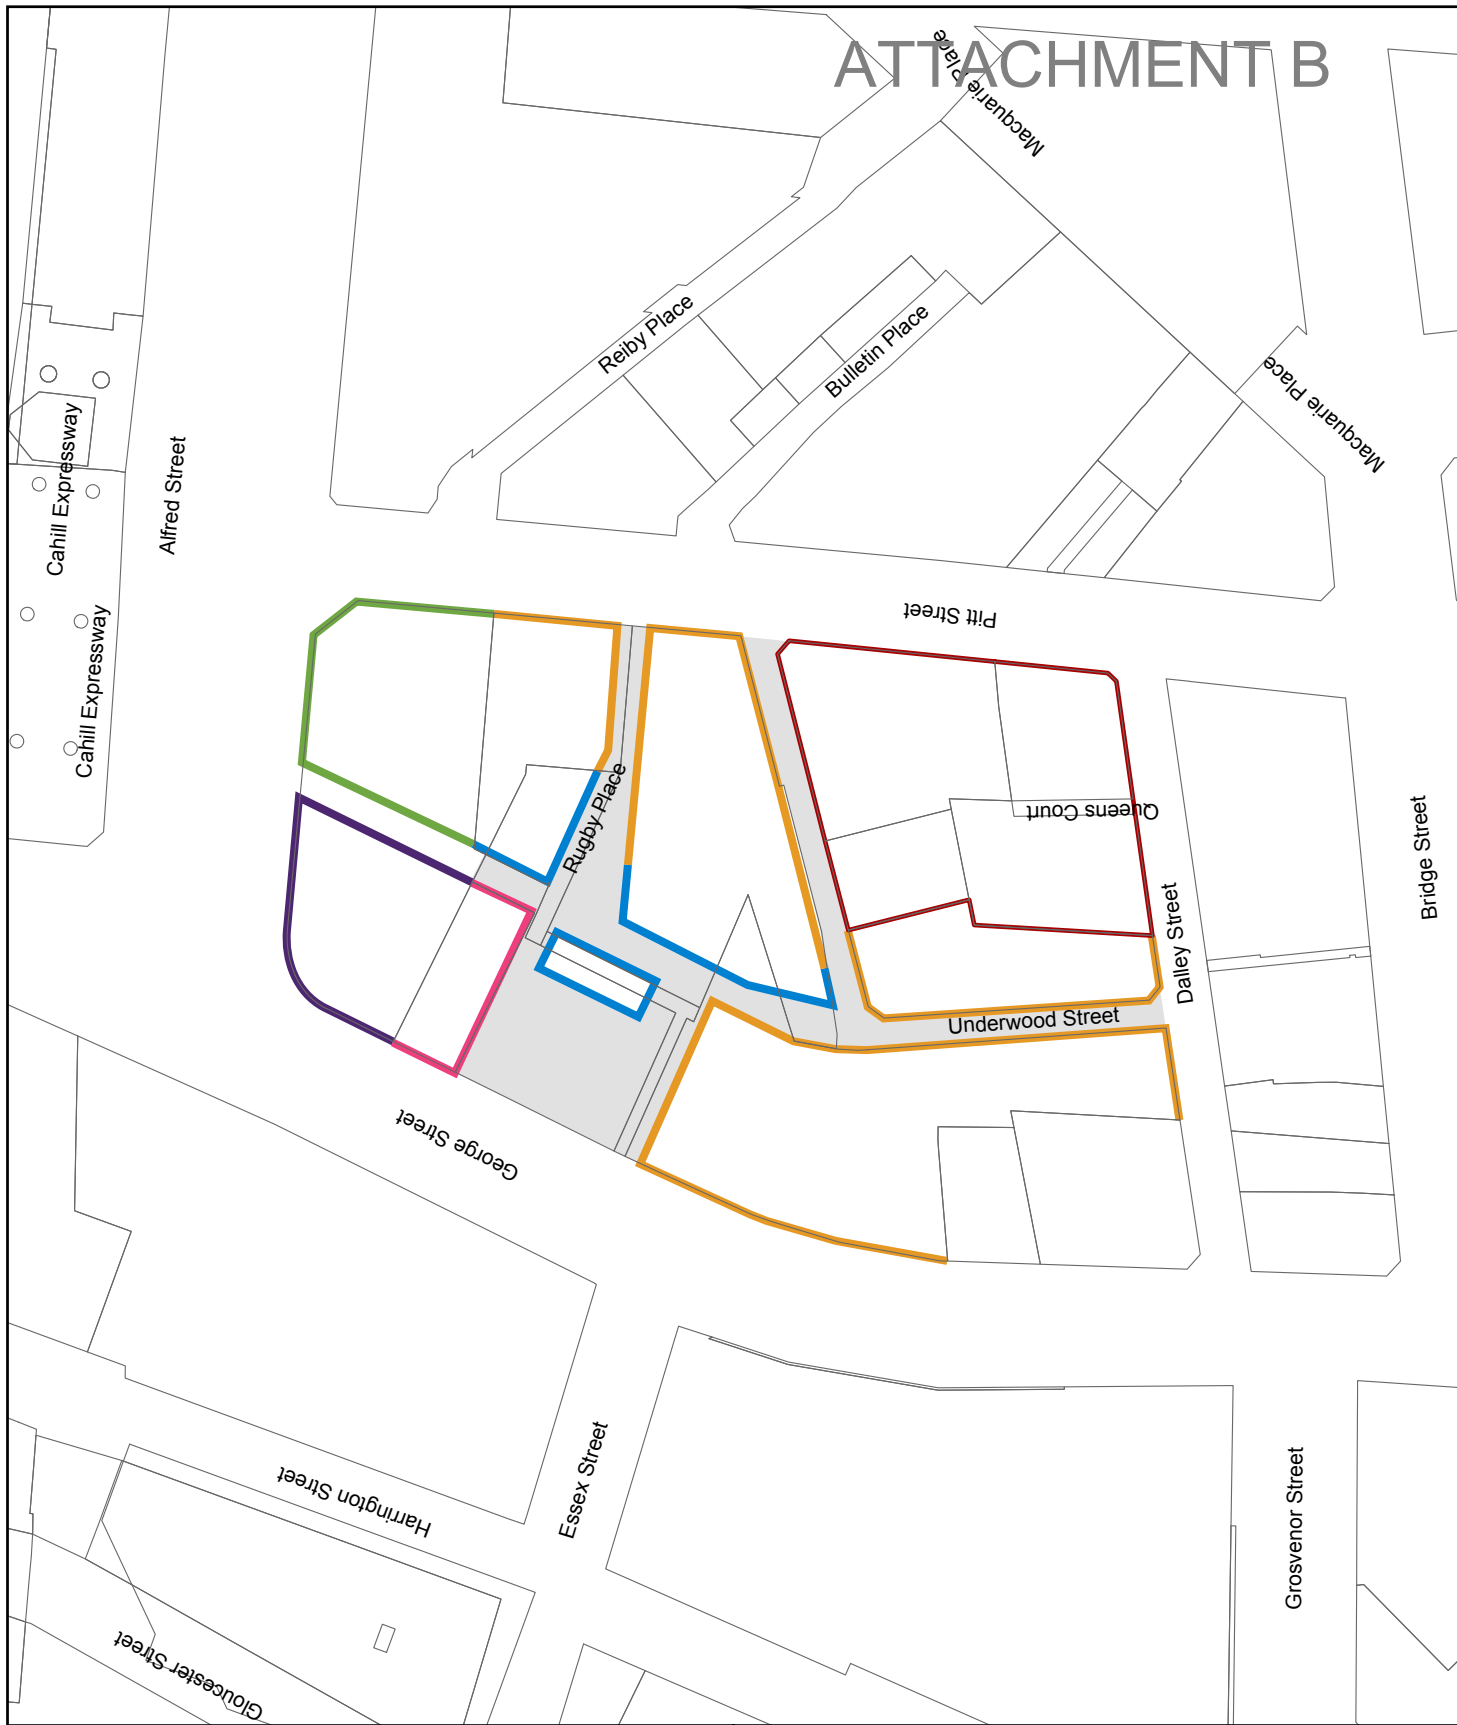 ATTACHMENT B
Macquarie Place
Reiby Place
Bulletin Place
Macquarie Place
Cahill Expressway
Alfred Street
Pitt Street
Cahill Expressway
Rugby Place
Queens Court
Bridge Street
Dalley Street
Underwood Street
George Street
Essex Street
Harrington Street
Grosvenor Street
Gloucester Street